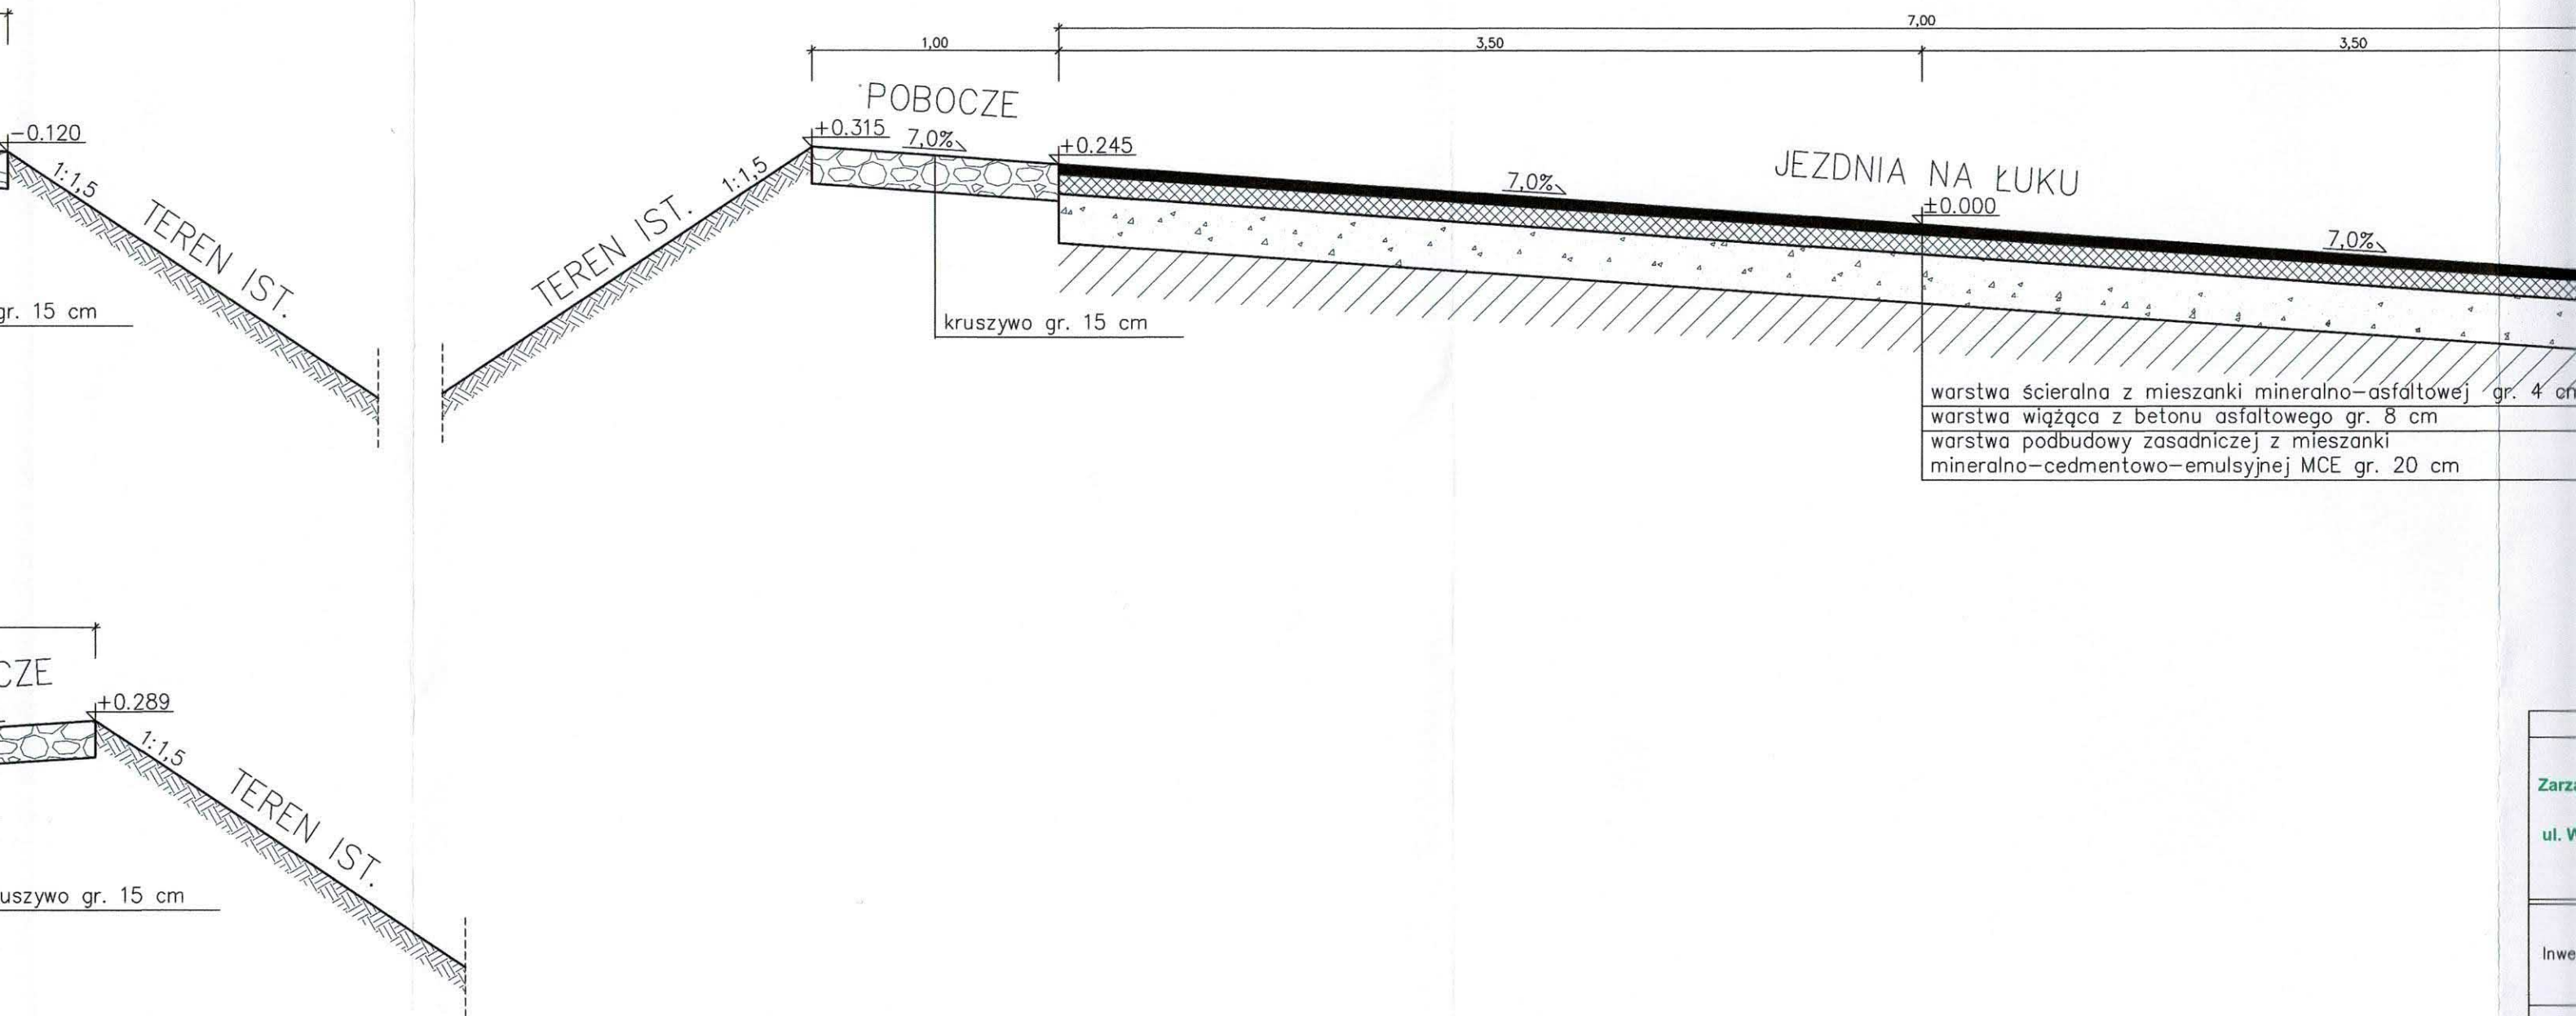 7,00
1,00
3,50
3,50
POBOCZE
-0.120
+0.315
7,0%
+0.245
1:1,5
1:1,5
TEREN IST.
TEREN IST.
7,0%
JEZDNIA NA ŁUKU
±0.000
7,0%
gr. 15 cm
kruszywo gr. 15 cm
warstwa ścieralna z mieszanki mineralno-asfaltowej gr. 4 cm
warstwa wiążąca z betonu asfaltowego gr. 8 cm
warstwa podbudowy zasadniczej z mieszanki
mineralno-cedmentowo-emulsyjnej MCE gr. 20 cm
CZE
+0.289
1:1,5
TEREN IST.
uszywo gr. 15 cm
Zarzą
ul. W
Inwe